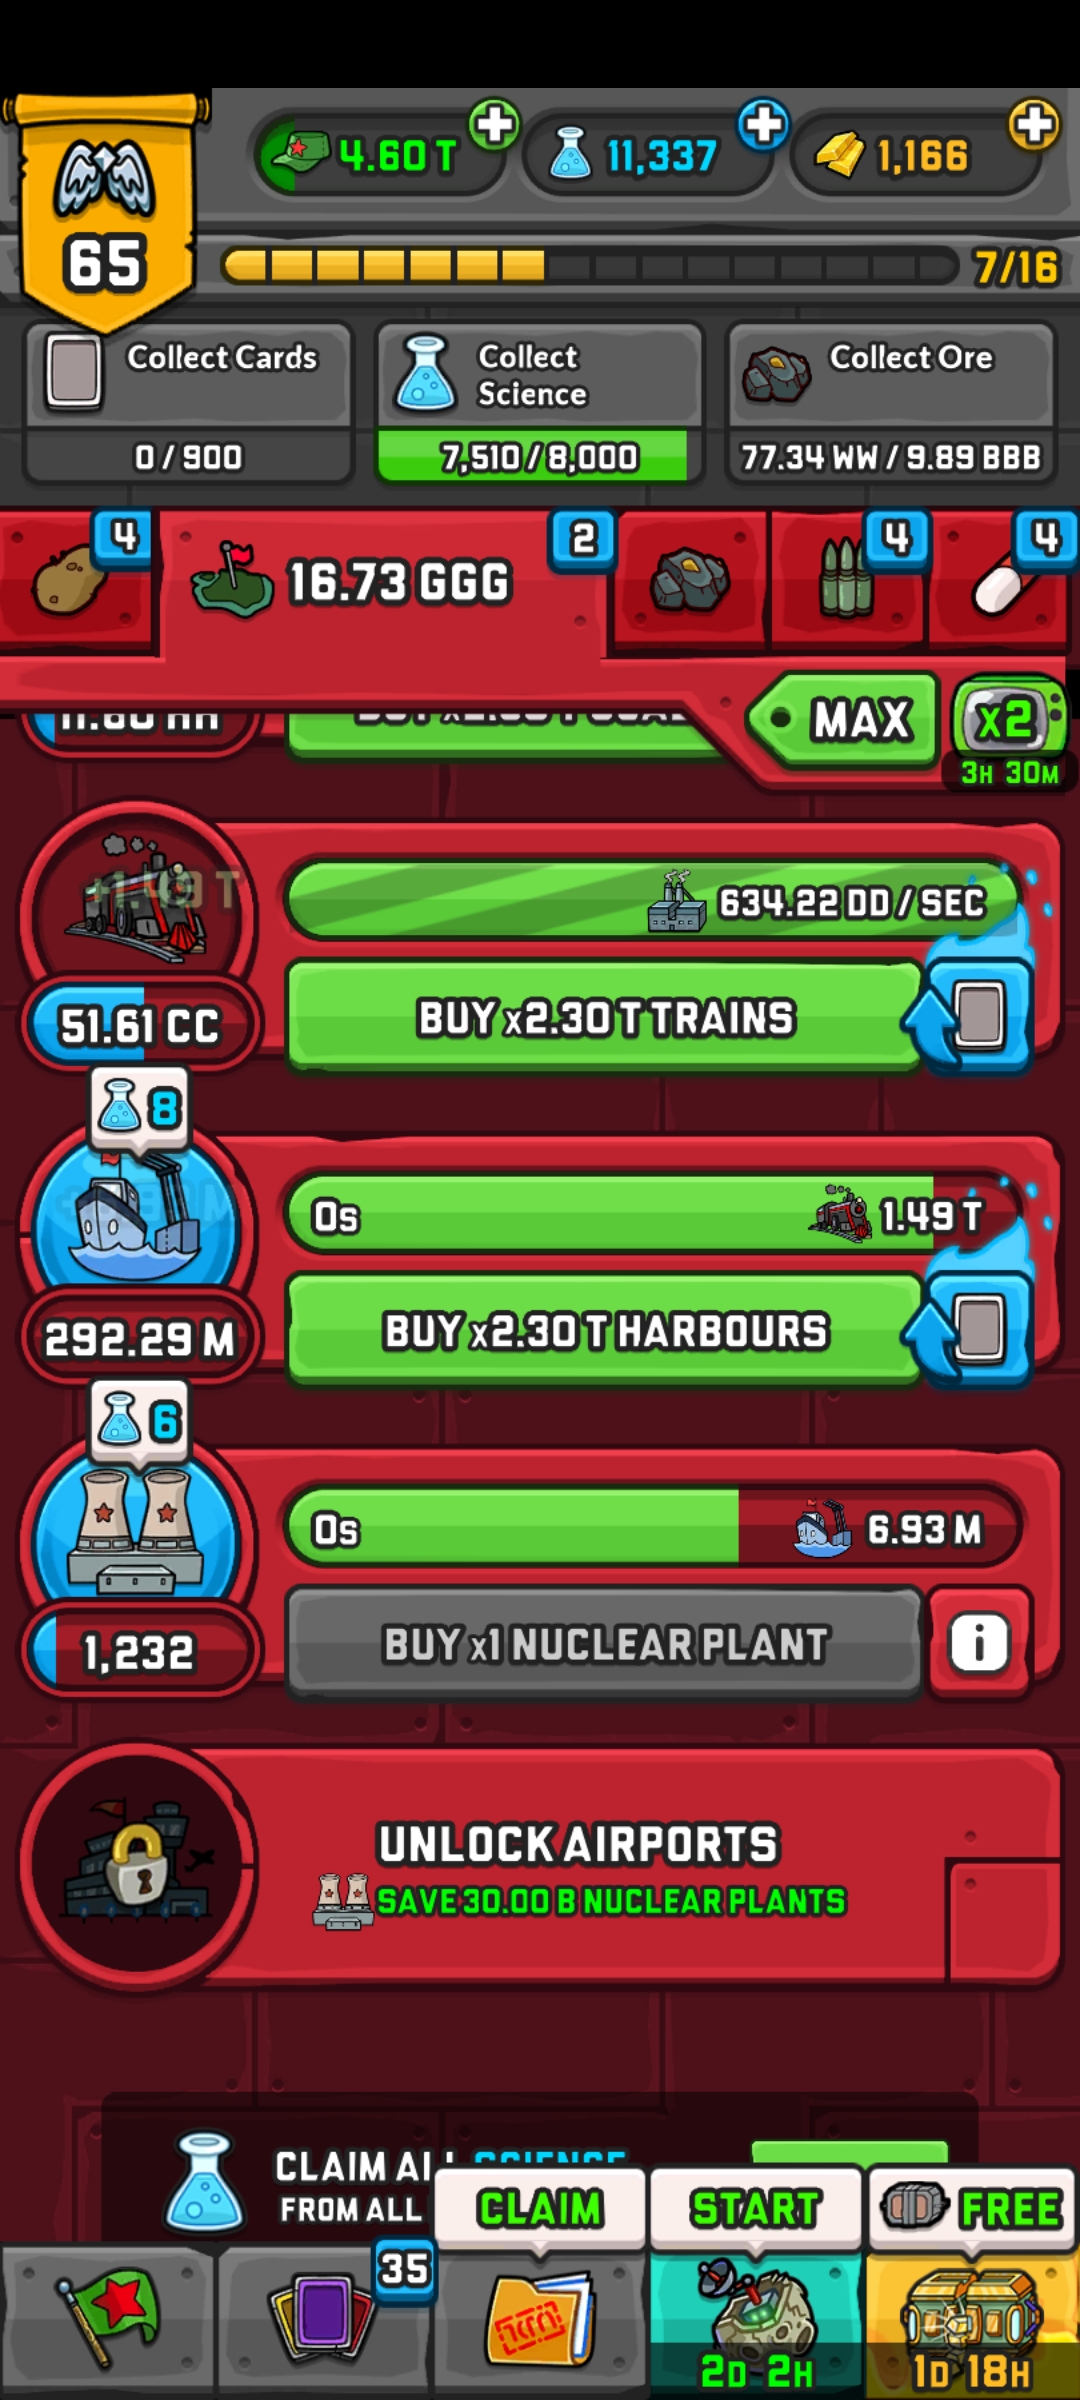 4.60 T
11,337
1,166
65
7/16
Collect Cards
Collect
Science
Collect Ore
0 / 900
7,510 / 8,000
77.34 WW / 9.89 BBB
4
16.73 GGG
2
4
4
MAX
x2
3H 30M
634.22 DD / SEC
BUY x2.30 T TRAINS
51.61 CC
8
0s
1.49 T
BUY x2.30 T HARBOURS
292.29 M
6
0s
6.93 M
BUY x1 NUCLEAR PLANT
1,232
UNLOCK AIRPORTS
SAVE 30.00 B NUCLEAR PLANTS
CLAIM ALL SCIENCE
FROM ALL
CLAIM
START
FREE
35
2D 2H
1D 18H